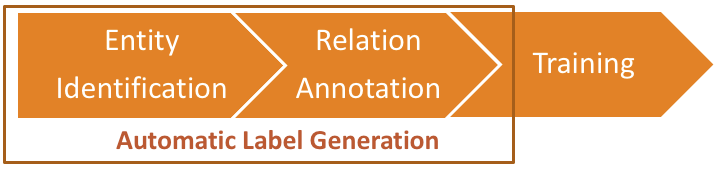 Entity
Identification
Relation
Annotation
Training
Automatic Label Generation